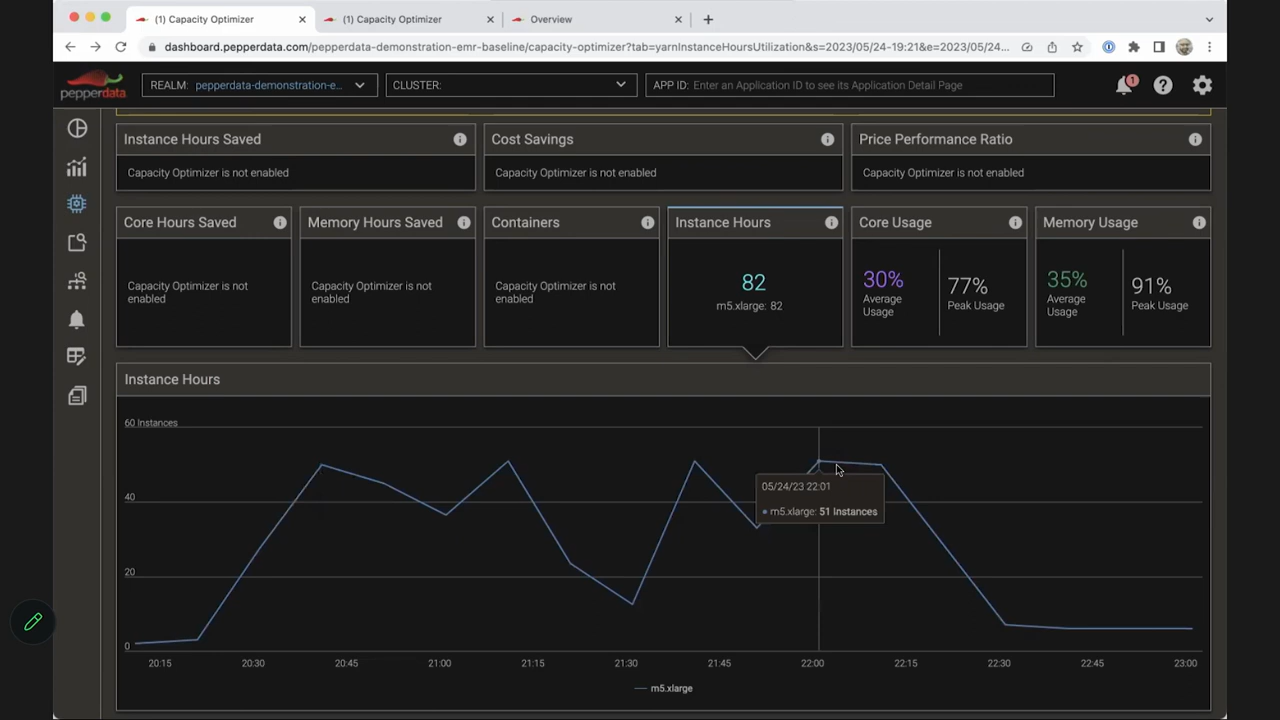 (1) Capacity Optimizer
(1) Capacity Optimizer
Overview
dashboard.pepperdata.com/pepperdata-demonstration-emr-baseline/capacity-optimizer?tab=yarnInstanceHoursUtilization&s=2023/05/24-19:21&e=2023/05/24...
pepperdata
REALM: pepperdata-demonstration-e...
CLUSTER:
APP ID: Enter an Application ID to see its Application Detail Page
1
Instance Hours Saved
Cost Savings
Price Performance Ratio
Capacity Optimizer is not enabled
Capacity Optimizer is not enabled
Capacity Optimizer is not enabled
Core Hours Saved
Memory Hours Saved
Containers
Instance Hours
Core Usage
Memory Usage
Capacity Optimizer is not
enabled
Capacity Optimizer is not
enabled
Capacity Optimizer is not
enabled
82
m5.xlarge: 82
30%
Average
Usage
77%
Peak Usage
35%
Average
Usage
91%
Peak Usage
Instance Hours
60 Instances
40
20
0
05/24/23 22:01
m5.xlarge: 51 Instances
20:15 20:30 20:45 21:00 21:15 21:30 21:45 22:00 22:15 22:30 22:45 23:00
m5.xlarge